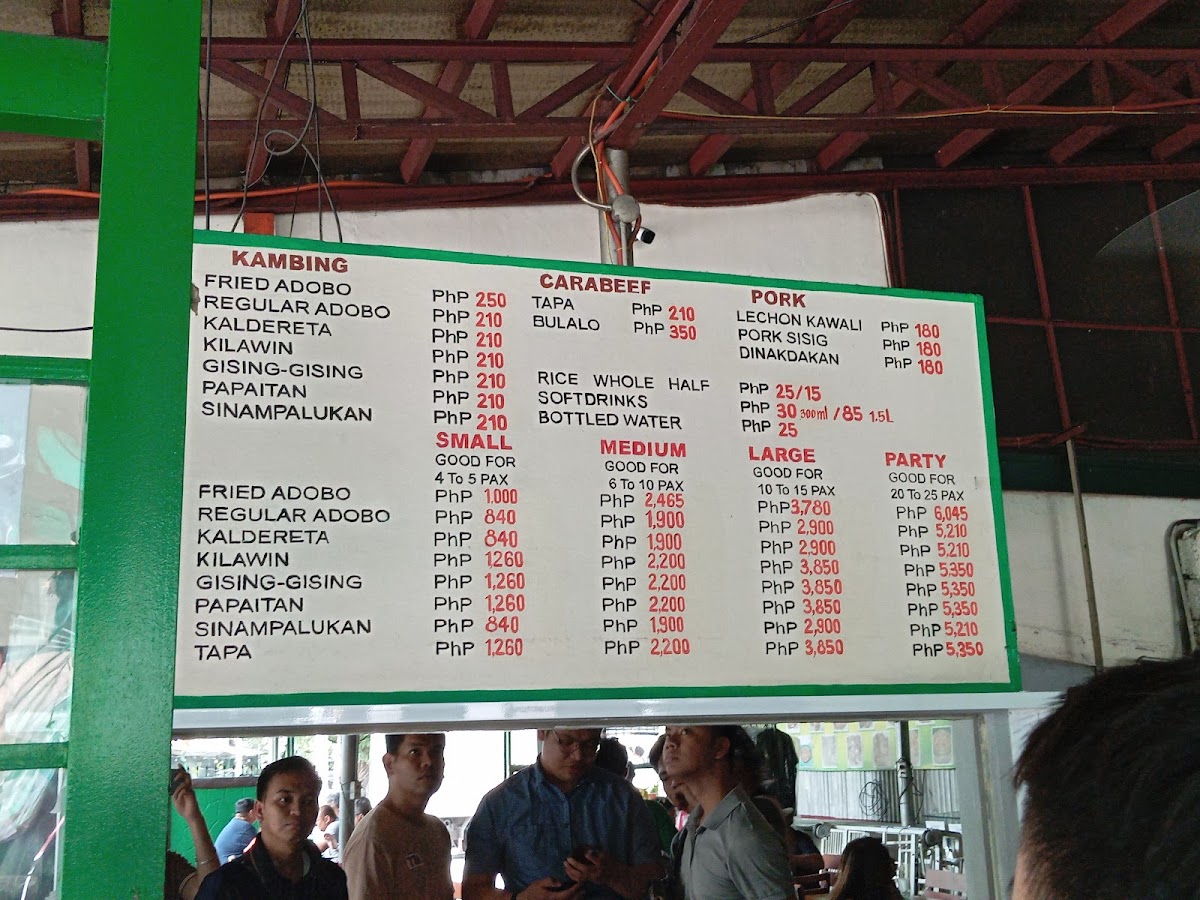 KAMBING
FRIED ADOBO PhP 250
REGULAR ADOBO PhP 210
KALDERETA PhP 210
KILAWIN PhP 210
GISING-GISING PhP 210
PAPAITAN PhP 210
SINAMPALUKAN PhP 210
CARABEEF
TAPA PhP 210
BULALO PhP 350
PORK
LECHON KAWALI PhP 180
PORK SISIG PhP 180
DINAKDAKAN PhP 180
RICE WHOLE HALF PhP 25/15
SOFTDRINKS PhP 30 300ml /85 1.5L
BOTTLED WATER PhP 25
SMALL MEDIUM LARGE PARTY
GOOD FOR GOOD FOR GOOD FOR GOOD FOR
4 To 5 PAX 6 To 10 PAX 10 To 15 PAX 20 To 25 PAX
FRIED ADOBO PhP 1,000 PhP 2,465 PhP 3,780 PhP 6,045
REGULAR ADOBO PhP 840 PhP 1,900 PhP 2,900 PhP 5,210
KALDERETA PhP 840 PhP 1,900 PhP 2,900 PhP 5,210
KILAWIN PhP 1,260 PhP 2,200 PhP 3,850 PhP 5,350
GISING-GISING PhP 1,260 PhP 2,200 PhP 3,850 PhP 5,350
PAPAITAN PhP 1,260 PhP 2,200 PhP 3,850 PhP 5,350
SINAMPALUKAN PhP 840 PhP 1,900 PhP 2,900 PhP 5,210
TAPA PhP 1,260 PhP 2,200 PhP 3,850 PhP 5,350